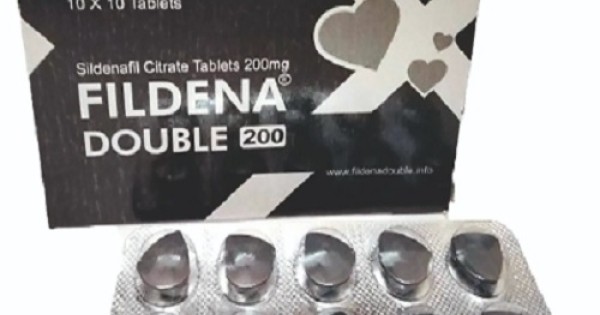 10 X 10 Tablets
Sildenafil Citrate Tablets 200mg
FILDENA®
DOUBLE 200
www.fildenadouble.info